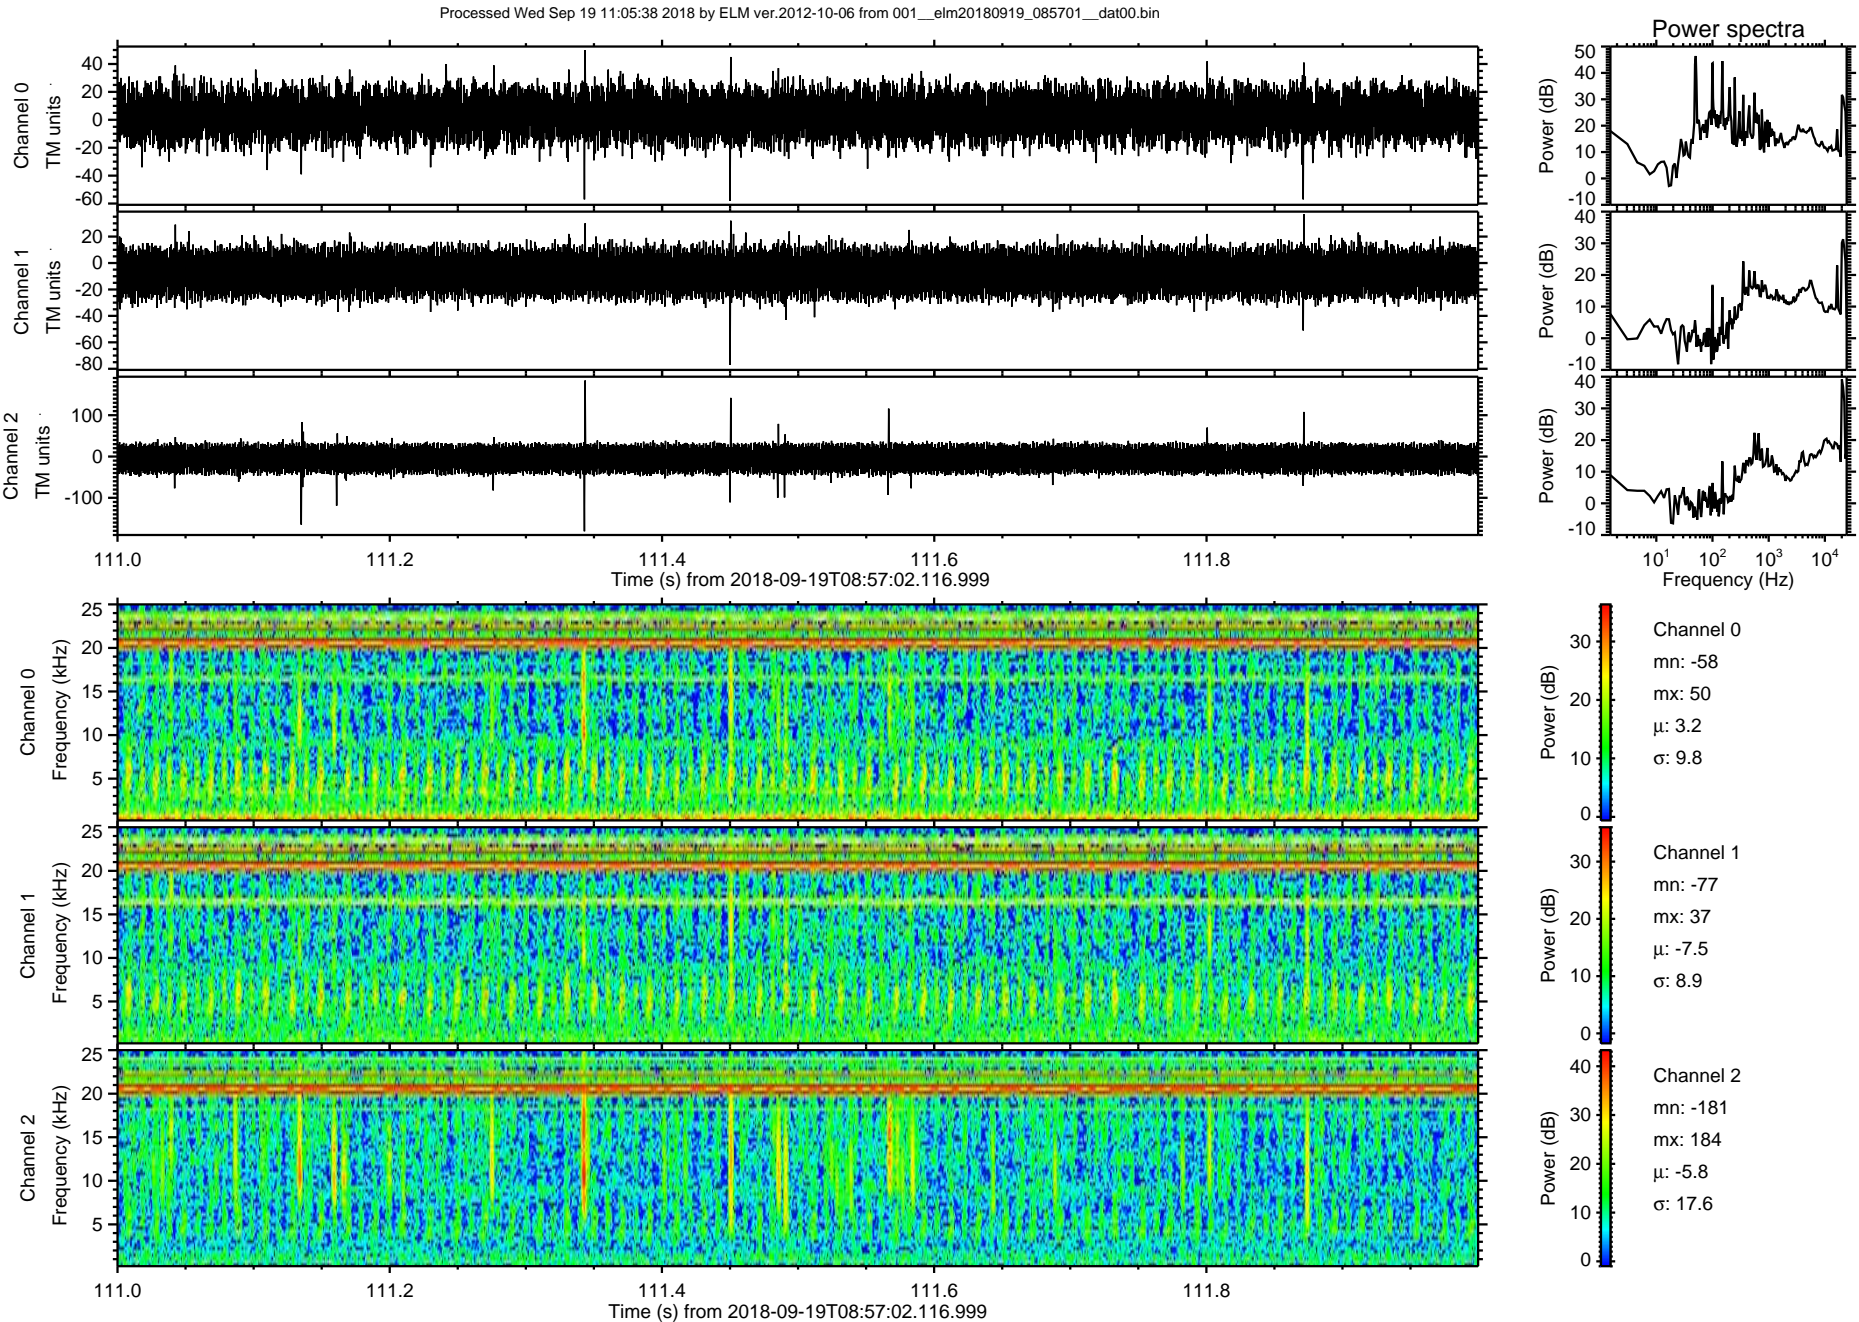 Processed Wed Sep 19 11:05:38 2018 by ELM ver.2012-10-06 from 001__elm20180919_085701__dat00.bin
Power spectra
Channel 0
TM units
40
20
0
-20
-40
-60
Power (dB)
50
40
30
20
10
0
-10
Channel 1
TM units
20
0
-20
-40
-60
-80
Power (dB)
40
30
20
10
0
-10
Channel 2
TM units
100
0
-100
Power (dB)
40
30
20
10
0
-10
111.0 111.2 111.4 111.6 111.8
Time (s) from 2018-09-19T08:57:02.116.999
10¹ 10² 10³ 10⁴
Frequency (Hz)
Channel 0
Frequency (kHz)
25
20
15
10
5
Power (dB)
30
20
10
0
Channel 0
mn: -58
mx: 50
µ: 3.2
σ: 9.8
Channel 1
Frequency (kHz)
25
20
15
10
5
Power (dB)
30
20
10
0
Channel 1
mn: -77
mx: 37
µ: -7.5
σ: 8.9
Channel 2
Frequency (kHz)
25
20
15
10
5
Power (dB)
40
30
20
10
0
Channel 2
mn: -181
mx: 184
µ: -5.8
σ: 17.6
111.0 111.2 111.4 111.6 111.8
Time (s) from 2018-09-19T08:57:02.116.999